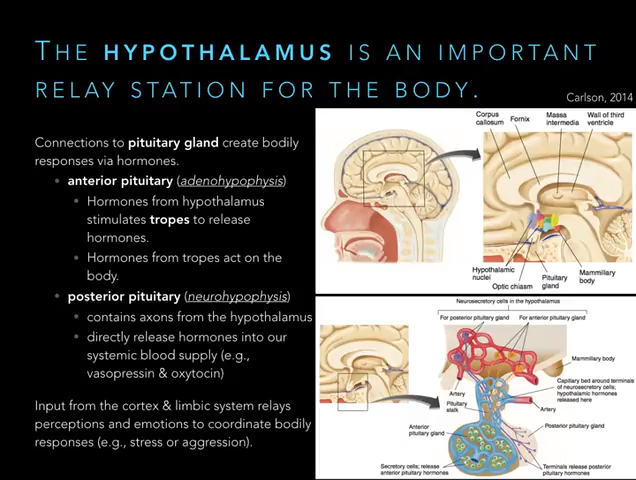 THE HYPOTHALAMUS IS AN IMPORTANT
RELAY STATION FOR THE BODY.
Carlson, 2014
Connections to pituitary gland create bodily
responses via hormones.
• anterior pituitary (adenohypophysis)
• Hormones from hypothalamus
stimulates tropes to release
hormones.
• Hormones from tropes act on the
body.
• posterior pituitary (neurohypophysis)
• contains axons from the hypothalamus
• directly release hormones into our
systemic blood supply (e.g.,
vasopressin & oxytocin)
Input from the cortex & limbic system relays
perceptions and emotions to coordinate bodily
responses (e.g., stress or aggression).
Corpus
callosum
Fornix
Massa
intermedia
Wall of third
ventricle
Hypothalamic
nuclei
Optic chiasm
Pituitary
gland
Mammillary
body
Neurosecretory cells in the hypothalamus
For posterior pituitary gland
For anterior pituitary gland
Mammillary body
Capillary bed around terminals
of neurosecretory cells;
hypothalamic hormones
released here
Artery
Pituitary
stalk
Artery
Anterior
pituitary gland
Posterior pituitary gland
Secretory cells; release
anterior pituitary hormones
Terminals release posterior
pituitary hormones